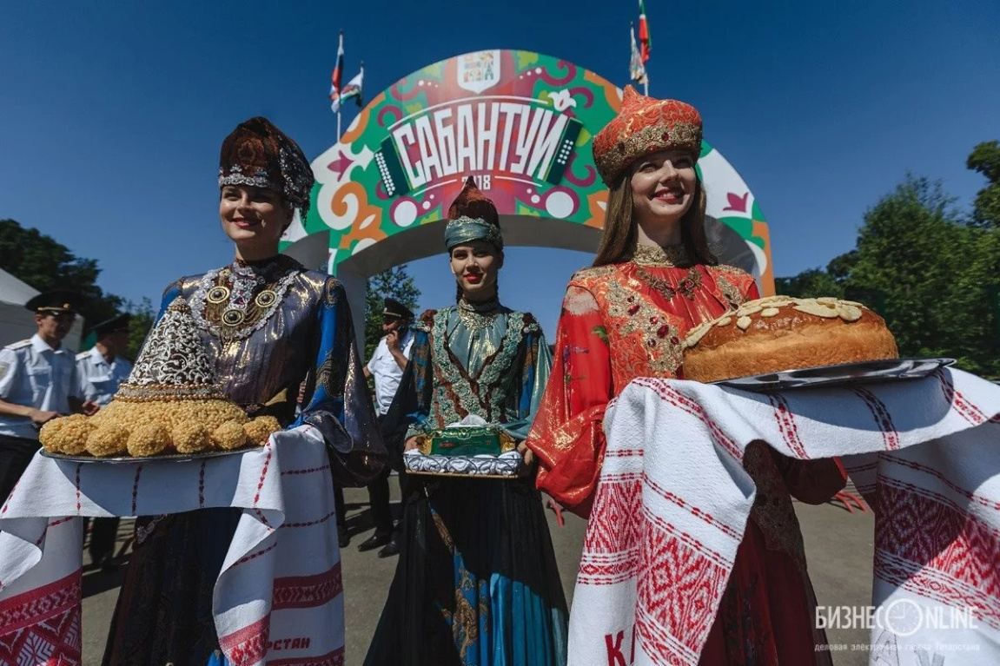 САБАНТУЙ
2018
РСТАН
К
БИЗНЕС ONLINE
деловая электронная газета Татарстана